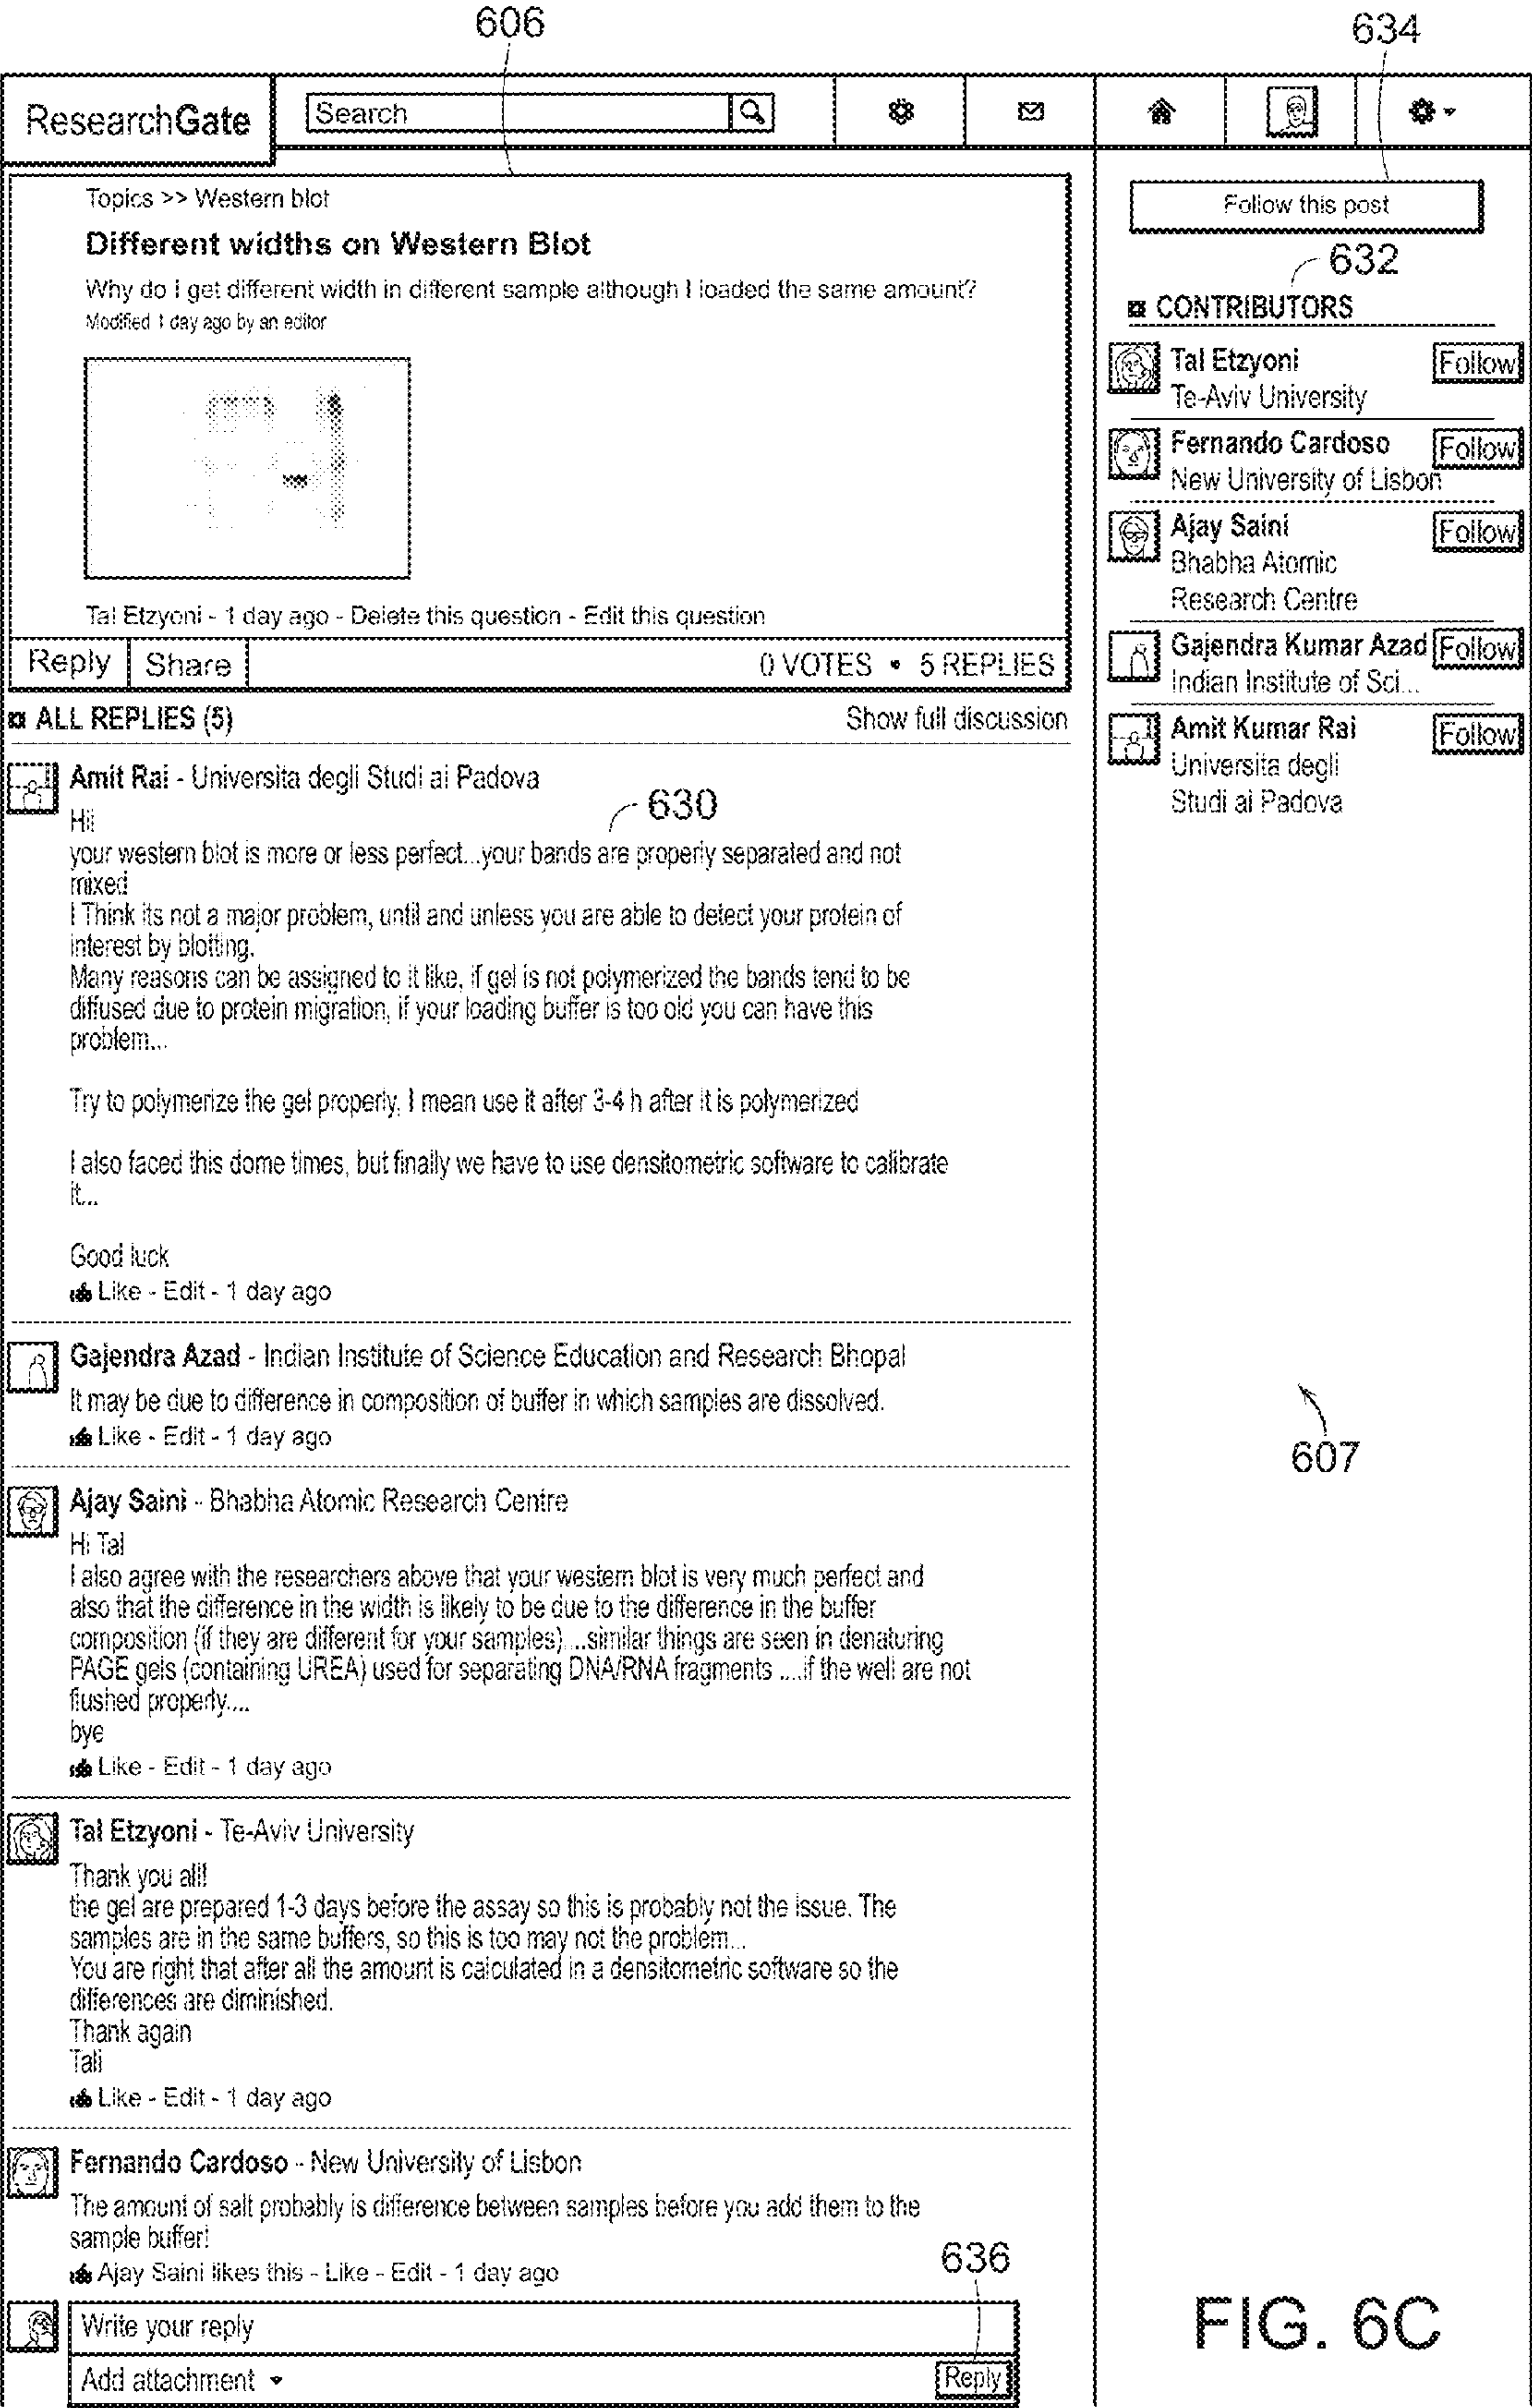 606
634
ResearchGate
Search
Topics >> Western blot
Different widths on Western Blot
Why do I get different width in different sample although I loaded the same amount?
Modified 1 day ago by an editor
Tal Etzyoni - 1 day ago - Delete this question - Edit this question
Reply Share 0 VOTES • 5 REPLIES
ALL REPLIES (5) Show full discussion
Amit Rai - Universita degli Studi ai Padova
630
Hi!
your western blot is more or less perfect...your bands are properly separated and not
mixed
I Think its not a major problem, until and unless you are able to detect your protein of
interest by blotting.
Many reasons can be assigned to it like, if gel is not polymerized the bands tend to be
diffused due to protein migration, if your loading buffer is too old you can have this
problem...
Try to polymerize the gel properly, I mean use it after 3-4 h after it is polymerized
I also faced this dome times, but finally we have to use densitometric software to calibrate
it...
Good luck
Like - Edit - 1 day ago
Gajendra Azad - Indian Institute of Science Education and Research Bhopal
It may be due to difference in composition of buffer in which samples are dissolved.
Like - Edit - 1 day ago
Ajay Saini - Bhabha Atomic Research Centre
Hi Tal
I also agree with the researchers above that your western blot is very much perfect and
also that the difference in the width is likely to be due to the difference in the buffer
composition (if they are different for your samples) ...similar things are seen in denaturing
PAGE gels (containing UREA) used for separating DNA/RNA fragments ....if the well are not
flushed properly....
bye
Like - Edit - 1 day ago
Tal Etzyoni - Te-Aviv University
Thank you all!
the gel are prepared 1-3 days before the assay so this is probably not the issue. The
samples are in the same buffers, so this is too may not the problem...
You are right that after all the amount is calculated in a densitometric software so the
differences are diminished.
Thank again
Tali
Like - Edit - 1 day ago
Fernando Cardoso - New University of Lisbon
The amount of salt probably is difference between samples before you add them to the
sample buffer!
Ajay Saini likes this - Like - Edit - 1 day ago
636
Write your reply
Add attachment Reply
Follow this post
632
CONTRIBUTORS
Tal Etzyoni Follow
Te-Aviv University
Fernando Cardoso Follow
New University of Lisbon
Ajay Saini Follow
Bhabha Atomic
Research Centre
Gajendra Kumar Azad Follow
Indian Institute of Sci...
Amit Kumar Rai Follow
Universita degli
Studi ai Padova
607
FIG. 6C